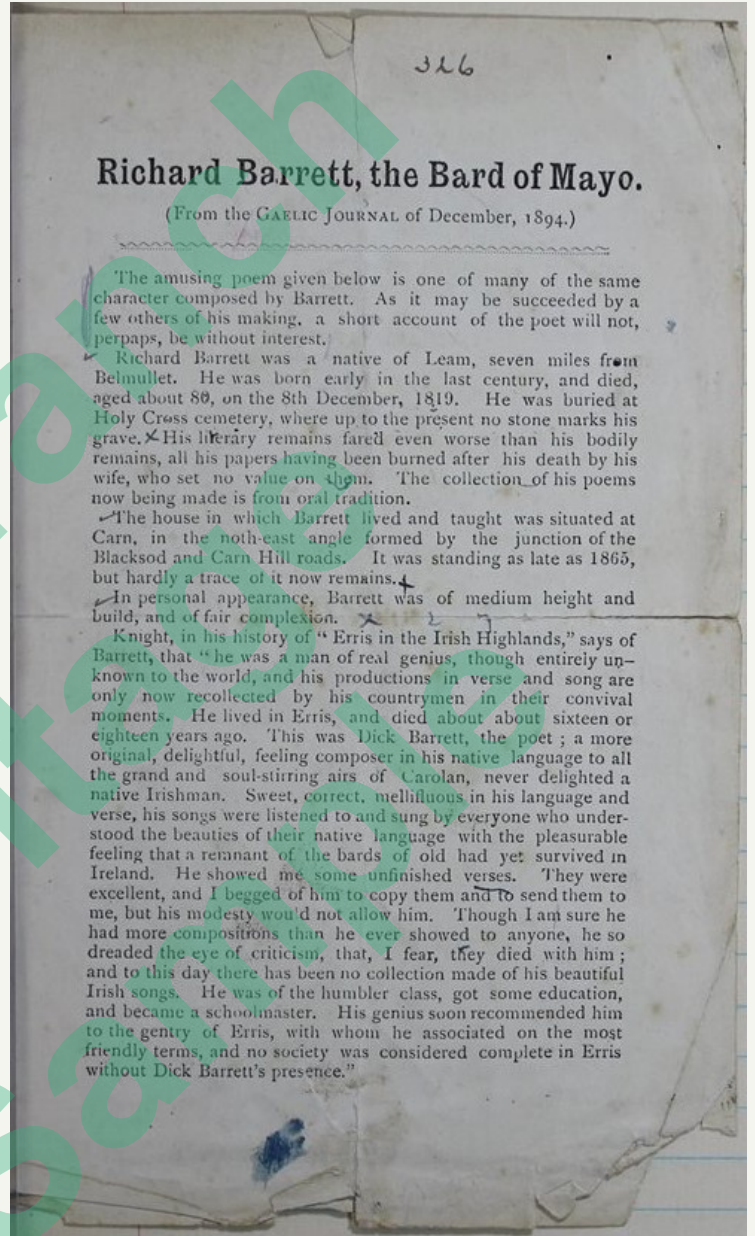 326
Richard Barrett, the Bard of Mayo.
(From the GAELIC JOURNAL of December, 1894.)
The amusing poem given below is one of many of the same
character composed by Barrett. As it may be succeeded by a
few others of his making, a short account of the poet will not,
perpaps, be without interest.
Richard Barrett was a native of Leam, seven miles from
Belmullet. He was born early in the last century, and died,
aged about 80, on the 8th December, 1819. He was buried at
Holy Cross cemetery, where up to the present no stone marks his
grave. His literary remains fared even worse than his bodily
remains, all his papers having been burned after his death by his
wife, who set no value on them. The collection of his poems
now being made is from oral tradition.
The house in which Barrett lived and taught was situated at
Carn, in the noth-east angle formed by the junction of the
Blacksod and Carn Hill roads. It was standing as late as 1865,
but hardly a trace of it now remains.
In personal appearance, Barrett was of medium height and
build, and of fair complexion.
Knight, in his history of "Erris in the Irish Highlands," says of
Barrett, that "he was a man of real genius, though entirely un-
known to the world, and his productions in verse and song are
only now recollected by his countrymen in their convival
moments. He lived in Erris, and died about about sixteen or
eighteen years ago. This was Dick Barrett, the poet ; a more
original, delightful, feeling composer in his native language to all
the grand and soul-stirring airs of Carolan, never delighted a
native Irishman. Sweet, correct, mellifluous in his language and
verse, his songs were listened to and sung by everyone who under-
stood the beauties of their native language with the pleasurable
feeling that a remnant of the bards of old had yet survived in
Ireland. He showed me some unfinished verses. They were
excellent, and I begged of him to copy them and to send them to
me, but his modesty would not allow him. Though I am sure he
had more compositions than he ever showed to anyone, he so
dreaded the eye of criticism, that, I fear, they died with him ;
and to this day there has been no collection made of his beautiful
Irish songs. He was of the humbler class, got some education,
and became a schoolmaster. His genius soon recommended him
to the gentry of Erris, with whom he associated on the most
friendly terms, and no society was considered complete in Erris
without Dick Barrett's presence."